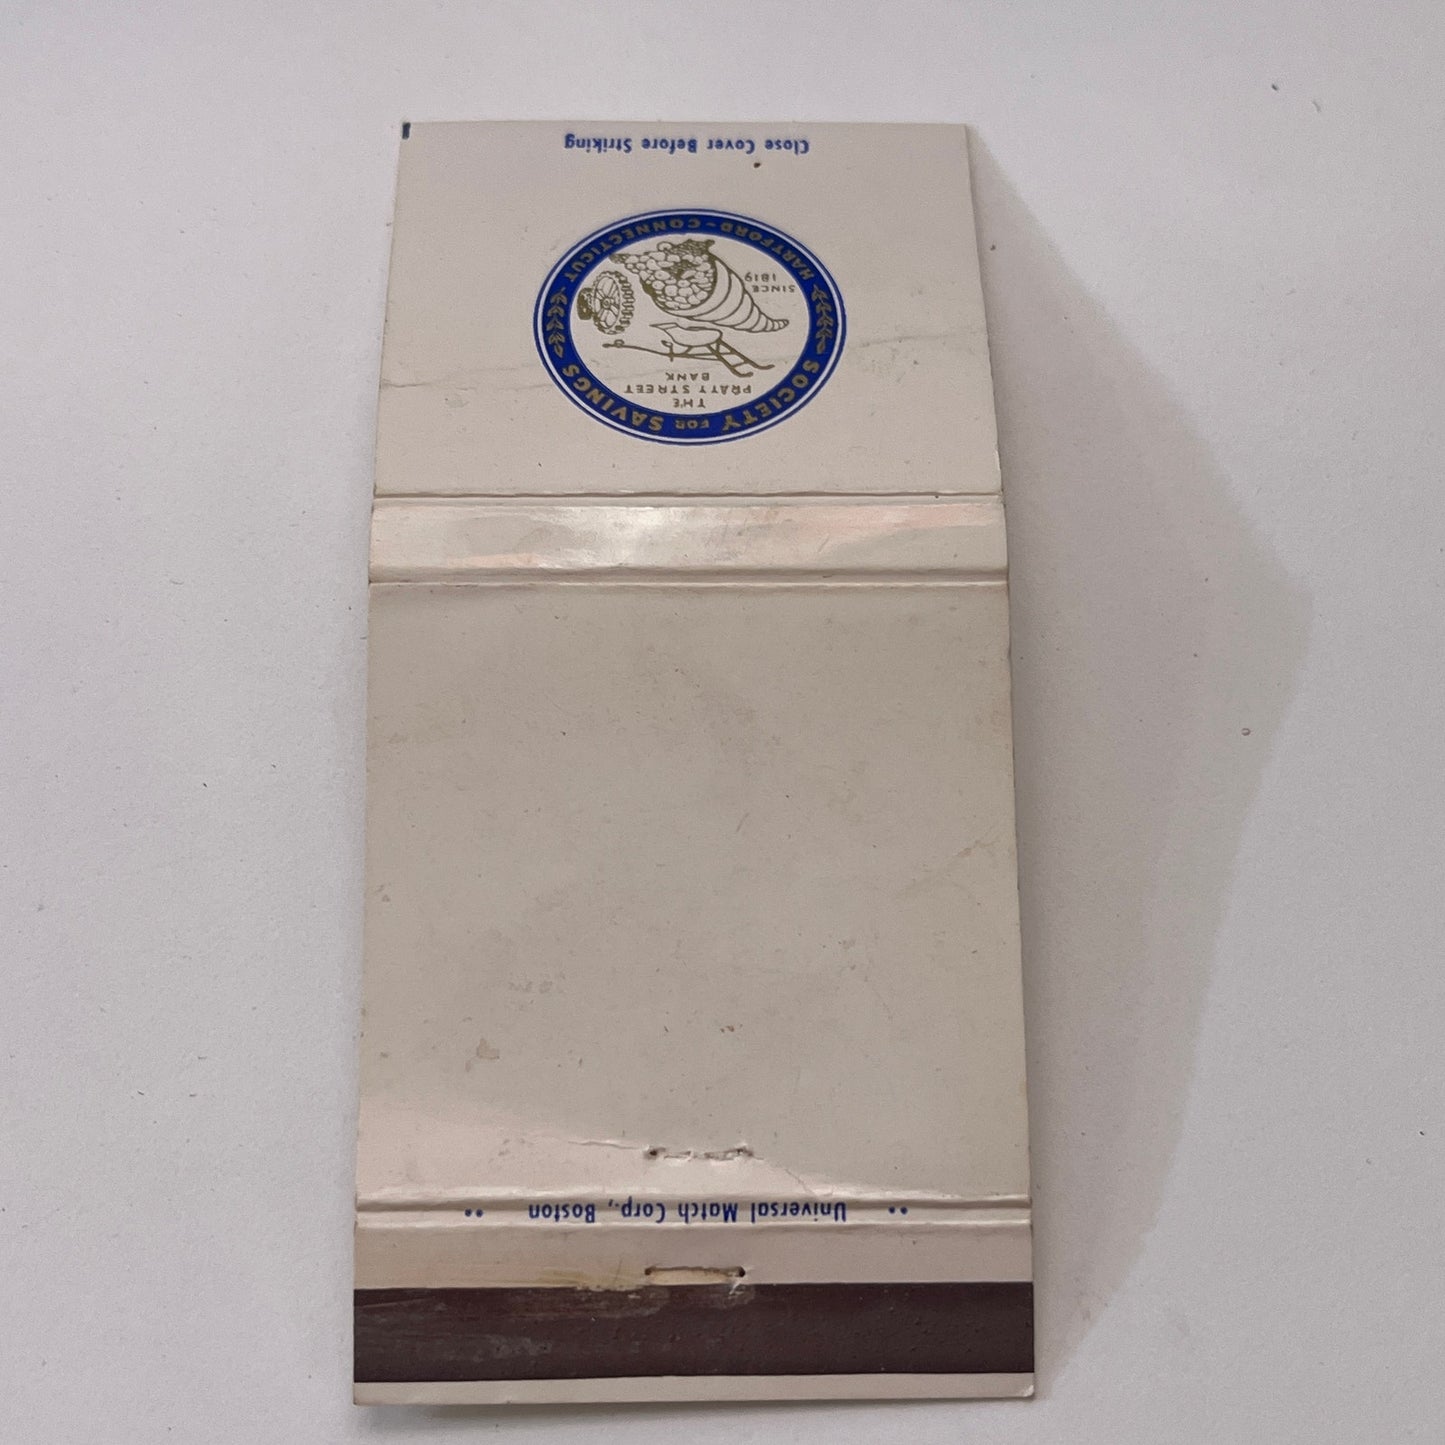 Universal Match Corp., Boston
SOCIETY FOR SAVINGS
THE
PRATT STREET
BANK
SINCE
1819
HARTFORD - CONNECTICUT
Close Cover Before Striking